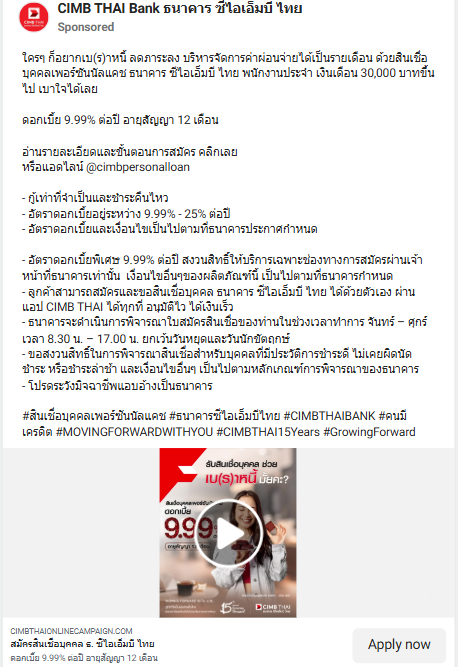 CIMB THAI Bank ธนาคาร ซีไอเอ็มบี ไทย
Sponsored
ใครๆ ก็อยากเบ(ร)าหนี้ ลดภาระลง บริหารจัดการค่าผ่อนจ่ายได้เป็นรายเดือน ด้วยสินเชื่อ
บุคคลเพอร์ซันนัลแคช ธนาคาร ซีไอเอ็มบี ไทย พนักงานประจำ เงินเดือน 30,000 บาทขึ้น
ไป เบาใจได้เลย
ดอกเบี้ย 9.99% ต่อปี อายุสัญญา 12 เดือน
อ่านรายละเอียดและขั้นตอนการสมัคร คลิกเลย
หรือแอดไลน์ @cimbpersonalloan
- กู้เท่าที่จำเป็นและชำระคืนไหว
- อัตราดอกเบี้ยอยู่ระหว่าง 9.99% - 25% ต่อปี
- อัตราดอกเบี้ยและเงื่อนไขเป็นไปตามที่ธนาคารประกาศกำหนด
- อัตราดอกเบี้ยพิเศษ 9.99% ต่อปี สงวนสิทธิ์ให้บริการเฉพาะช่องทางการสมัครผ่านเจ้า
หน้าที่ธนาคารเท่านั้น เงื่อนไขอื่นๆของผลิตภัณฑ์นี้ เป็นไปตามที่ธนาคารกำหนด
- ลูกค้าสามารถสมัครและขอสินเชื่อบุคคล ธนาคาร ซีไอเอ็มบี ไทย ได้ด้วยตัวเอง ผ่าน
แอป CIMB THAI ได้ทุกที่ อนุมัติไว ได้เงินเร็ว
- ธนาคารจะดำเนินการพิจารณาใบสมัครสินเชื่อของท่านในช่วงเวลาทำการ จันทร์ – ศุกร์
เวลา 8.30 น. – 17.00 น. ยกเว้นวันหยุดและวันนักขัตฤกษ์
- ขอสงวนสิทธิ์ในการพิจารณาสินเชื่อสำหรับบุคคลที่มีประวัติการชำระดี ไม่เคยผิดนัด
ชำระ หรือชำระล่าช้า และเงื่อนไขอื่นๆ เป็นไปตามหลักเกณฑ์การพิจารณาของธนาคาร
- โปรดระวังมิจฉาชีพแอบอ้างเป็นธนาคาร
#สินเชื่อบุคคลเพอร์ซันนัลแคช #ธนาคารซีไอเอ็มบีไทย #CIMBTHAIBANK #คนมี
เครดิต #MOVINGFORWARDWITHYOU #CIMBTHAI15Years #GrowingForward
รับสินเชื่อบุคคล ช่วย
เบ(ร)าหนี้ มั้ยคะ?
ดอกเบี้ย
9.99
CIMB THAI
CIMBTHAIONLINECAMPAIGN.COM
สมัครสินเชื่อบุคคล ธ. ซีไอเอ็มบี ไทย
ดอกเบี้ย 9.99% ต่อปี อายุสัญญา 12 เดือน
Apply now